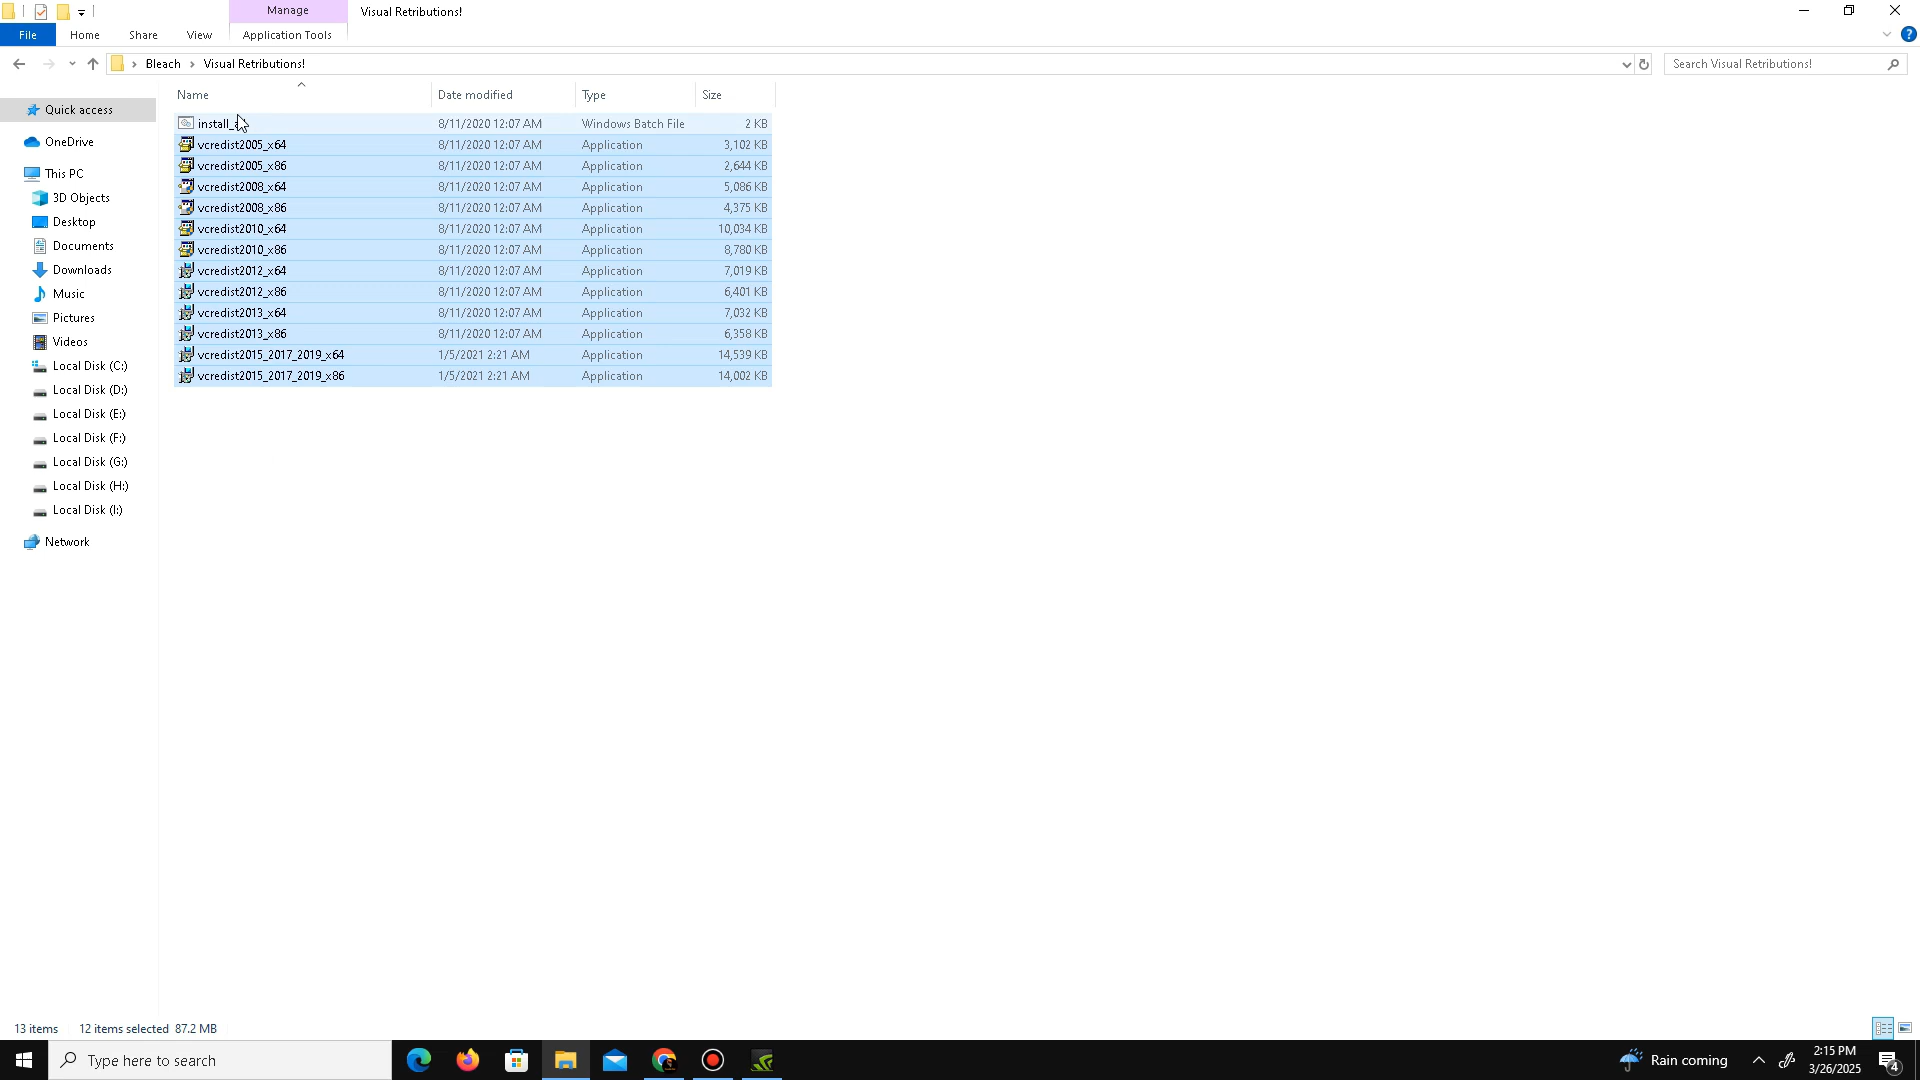 Manage
Visual Retributions!
File
Home
Share
View
Application Tools
Bleach
Visual Retributions!
Search Visual Retributions!
Name
Date modified
Type
Size
Quick access
OneDrive
This PC
3D Objects
Desktop
Documents
Downloads
Music
Pictures
Videos
Local Disk (C:)
Local Disk (D:)
Local Disk (E:)
Local Disk (F:)
Local Disk (G:)
Local Disk (H:)
Local Disk (I:)
Network
8/11/2020 12:07 AM Windows Batch File 2 KB
vcredist2005_x64 8/11/2020 12:07 AM Application 3,102 KB
vcredist2005_x86 8/11/2020 12:07 AM Application 2,644 KB
vcredist2008_x64 8/11/2020 12:07 AM Application 5,086 KB
vcredist2008_x86 8/11/2020 12:07 AM Application 4,375 KB
vcredist2010_x64 8/11/2020 12:07 AM Application 10,034 KB
vcredist2010_x86 8/11/2020 12:07 AM Application 8,780 KB
vcredist2012_x64 8/11/2020 12:07 AM Application 7,019 KB
vcredist2012_x86 8/11/2020 12:07 AM Application 6,401 KB
vcredist2013_x64 8/11/2020 12:07 AM Application 7,032 KB
vcredist2013_x86 8/11/2020 12:07 AM Application 6,358 KB
vcredist2015_2017_2019_x64 1/5/2021 2:21 AM Application 14,539 KB
vcredist2015_2017_2019_x86 1/5/2021 2:21 AM Application 14,002 KB
13 items 12 items selected 87.2 MB
Type here to search
Rain coming
2:15 PM
3/26/2025
4